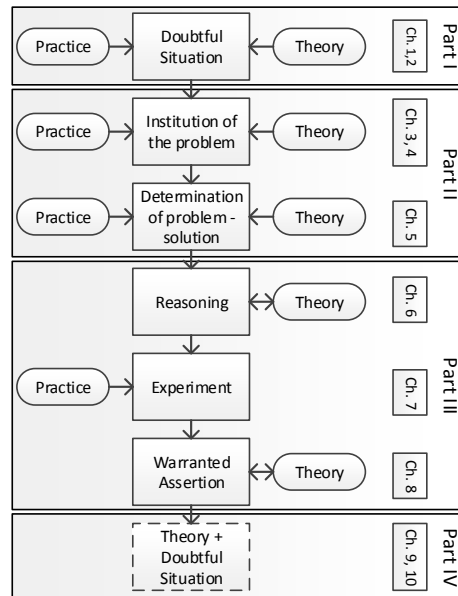 Practice
Doubtful
Situation
Theory
Ch. 1,2
Part I
Practice
Institution of
the problem
Theory
Ch. 3, 4
Part II
Practice
Determination
of problem -
solution
Theory
Ch. 5
Reasoning
Theory
Ch. 6
Part III
Practice
Experiment
Ch. 7
Warranted
Assertion
Theory
Ch. 8
Theory +
Doubtful
Situation
Ch. 9, 10
Part IV